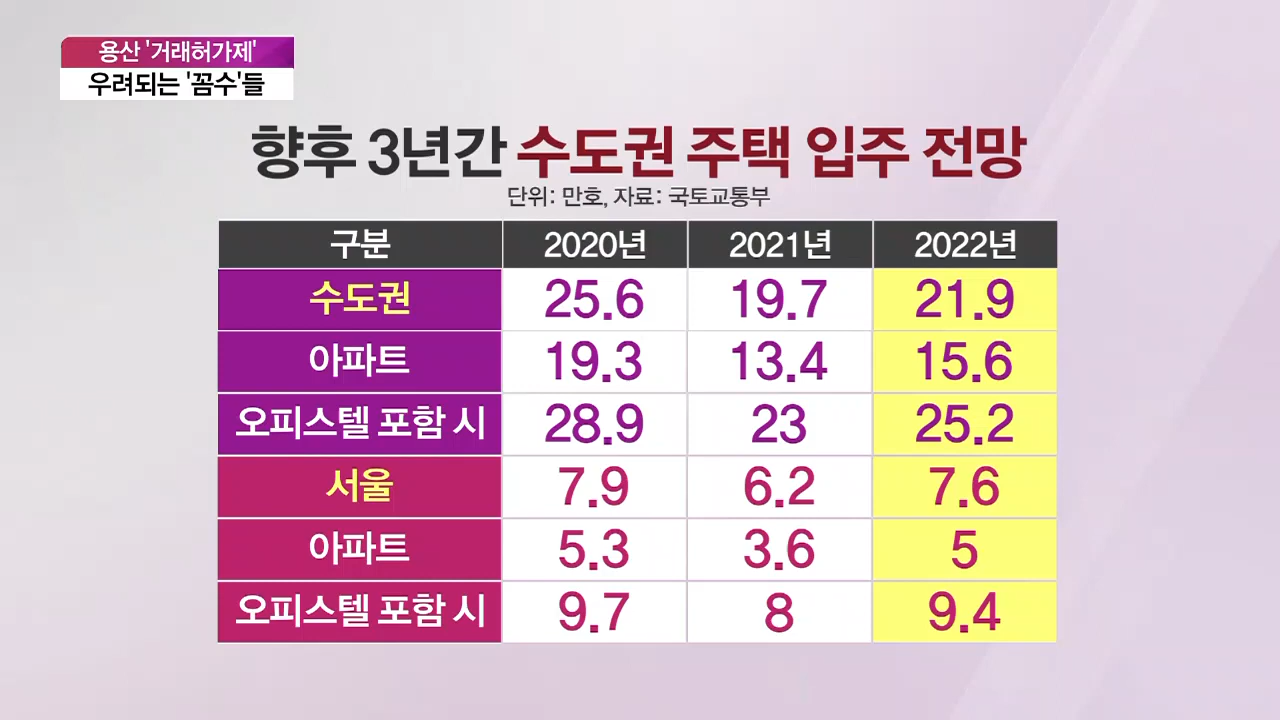 용산 '거래허가제'
우려되는 '꼼수'들
향후 3년간 수도권 주택 입주 전망
단위: 만호, 자료: 국토교통부
구분 2020년 2021년 2022년
수도권 25.6 19.7 21.9
아파트 19.3 13.4 15.6
오피스텔 포함 시 28.9 23 25.2
서울 7.9 6.2 7.6
아파트 5.3 3.6 5
오피스텔 포함 시 9.7 8 9.4